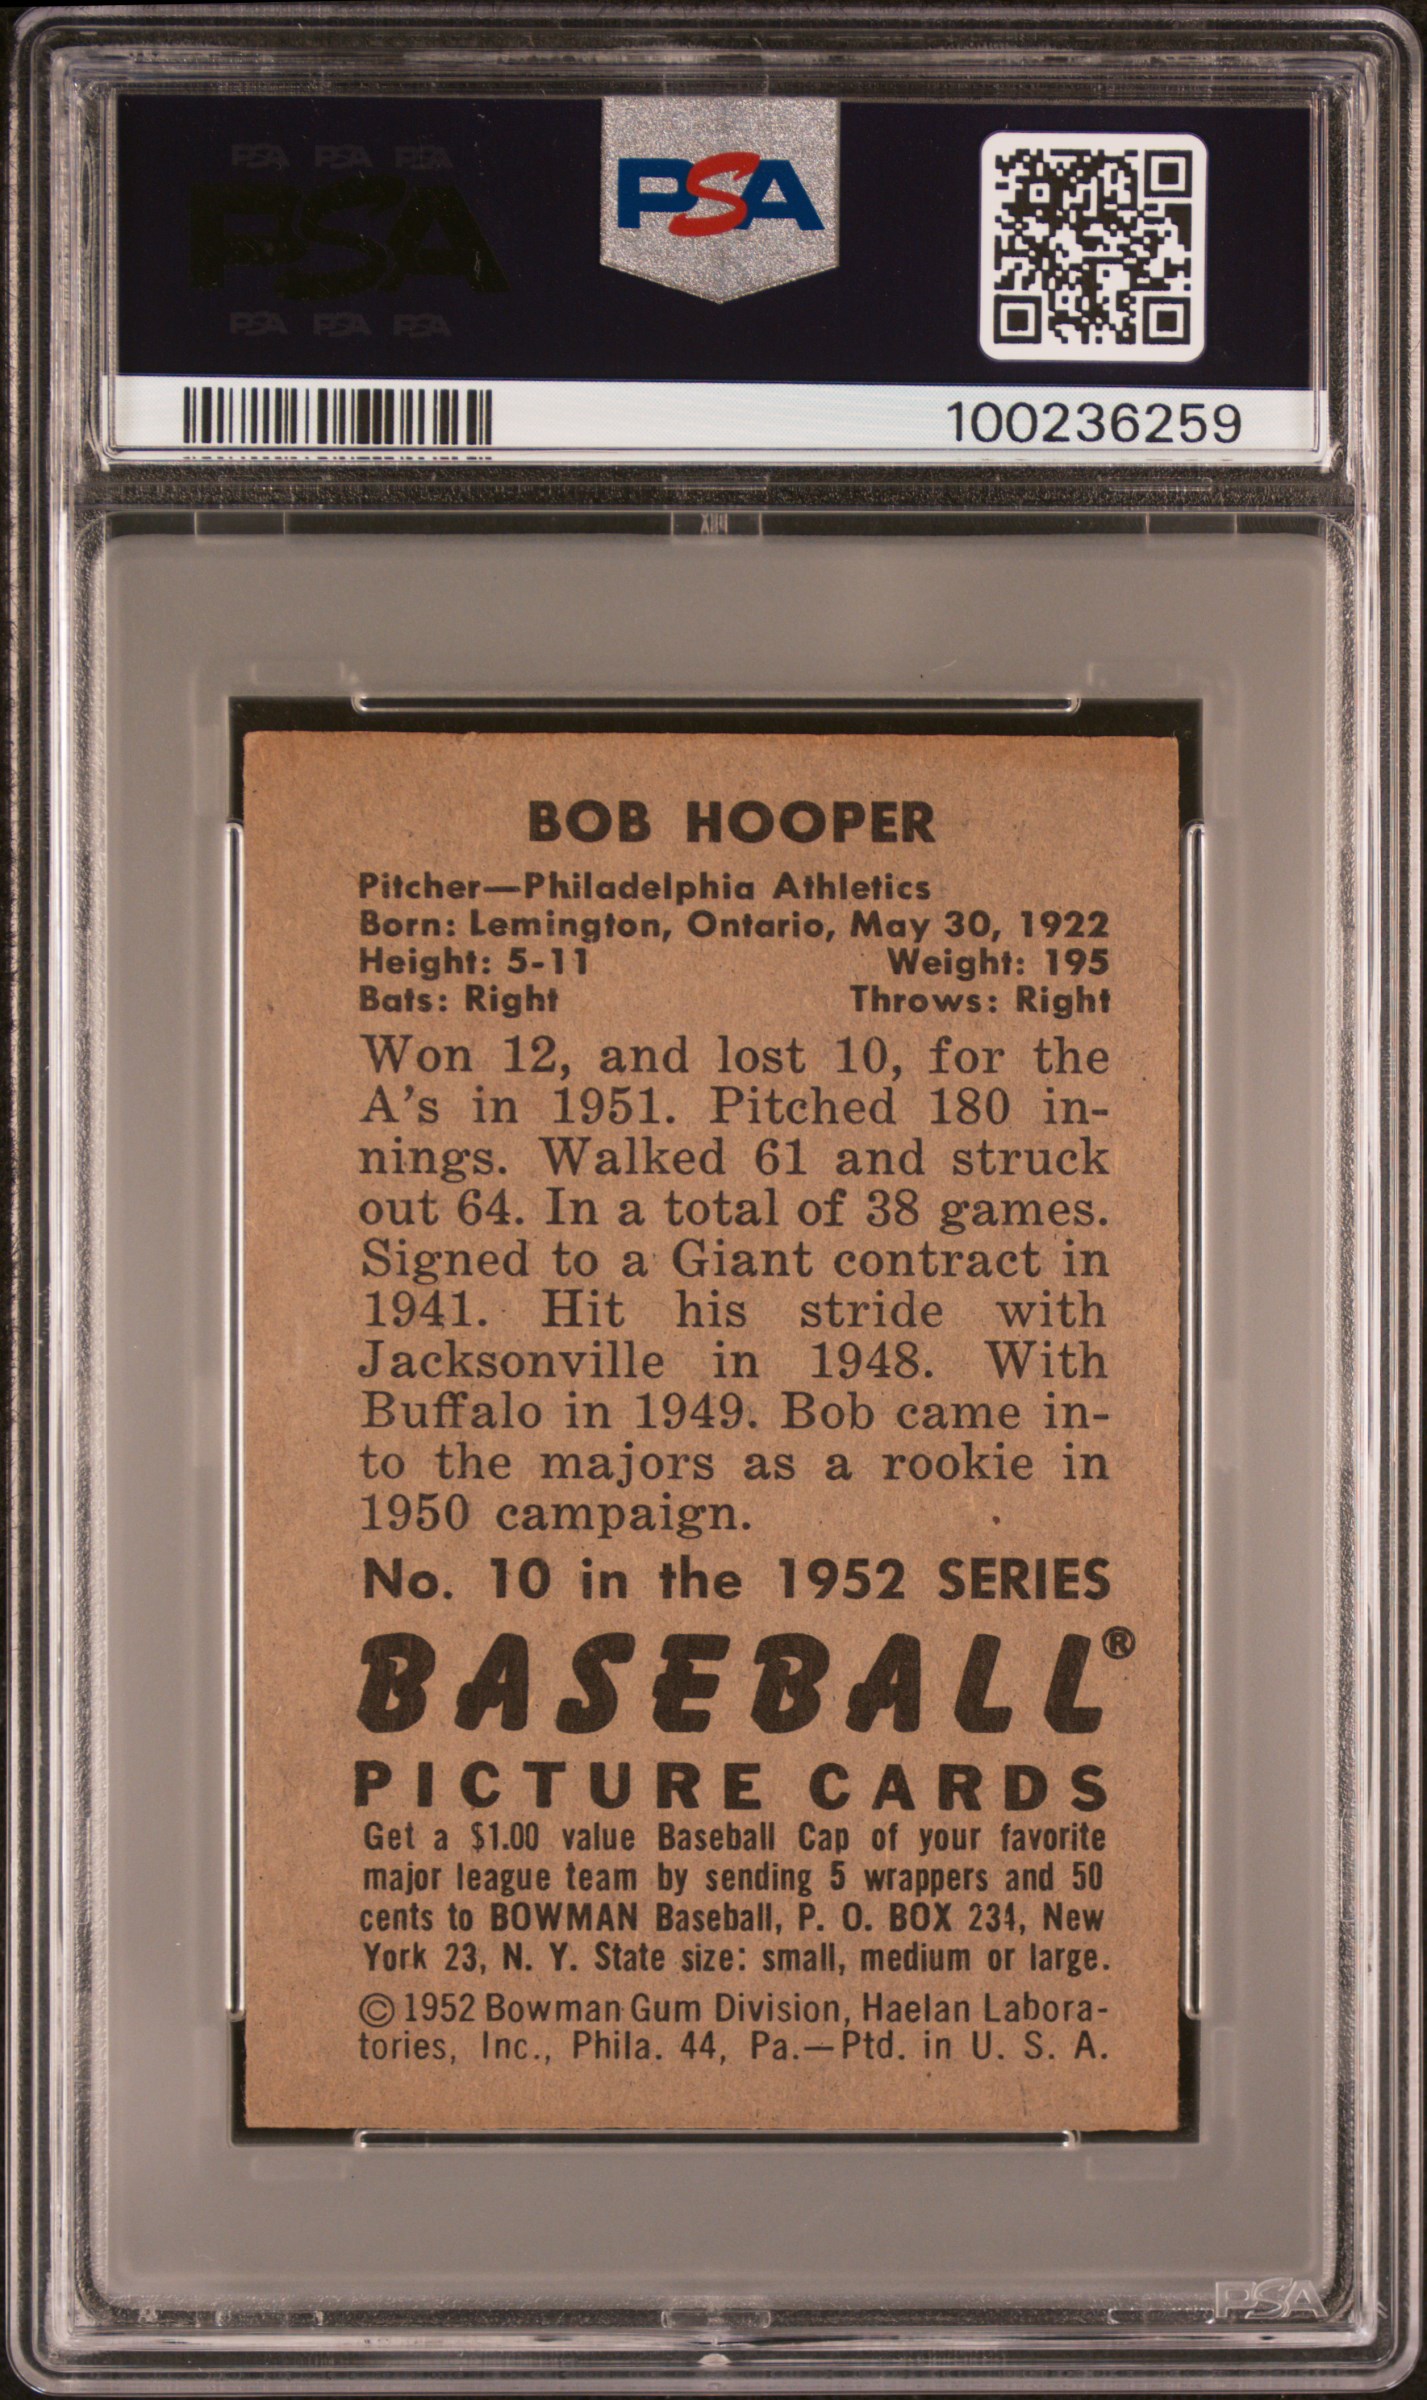 PSA PSA PSA
PSA
PSA PSA PSA
PSA
100236259
BOB HOOPER
Pitcher—Philadelphia Athletics
Born: Lemington, Ontario, May 30, 1922
Height: 5-11 Weight: 195
Bats: Right Throws: Right
Won 12, and lost 10, for the
A's in 1951. Pitched 180 in-
nings. Walked 61 and struck
out 64. In a total of 38 games.
Signed to a Giant contract in
1941. Hit his stride with
Jacksonville in 1948. With
Buffalo in 1949. Bob came in-
to the majors as a rookie in
1950 campaign.
No. 10 in the 1952 SERIES
BASEBALL®
PICTURE CARDS
Get a $1.00 value Baseball Cap of your favorite
major league team by sending 5 wrappers and 50
cents to BOWMAN Baseball, P. O. BOX 234, New
York 23, N. Y. State size: small, medium or large.
© 1952 Bowman Gum Division, Haelan Labora-
tories, Inc., Phila. 44, Pa.—Ptd. in U. S. A.
PSA